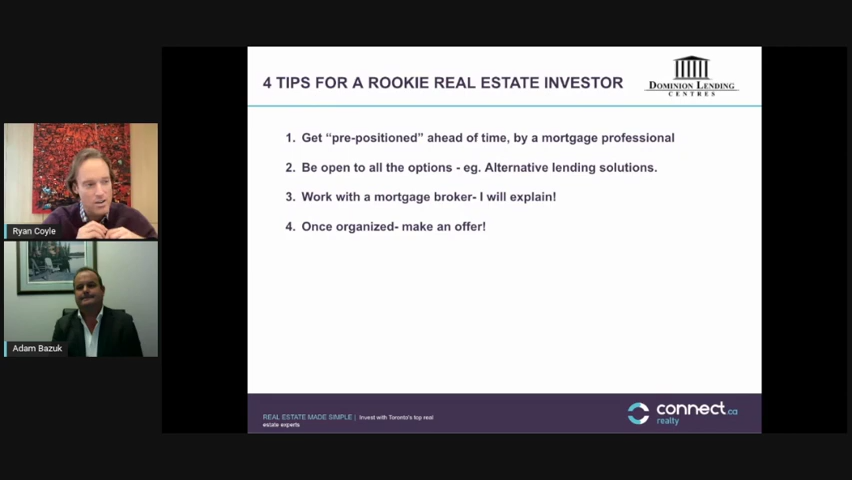 4 TIPS FOR A ROOKIE REAL ESTATE INVESTOR
DOMINION LENDING
CENTRES
1. Get “pre-positioned” ahead of time, by a mortgage professional
2. Be open to all the options - eg. Alternative lending solutions.
3. Work with a mortgage broker- I will explain!
4. Once organized- make an offer!
Ryan Coyle
Adam Bazuk
REAL ESTATE MADE SIMPLE | Invest with Toronto's top real
estate experts
connect.ca
realty